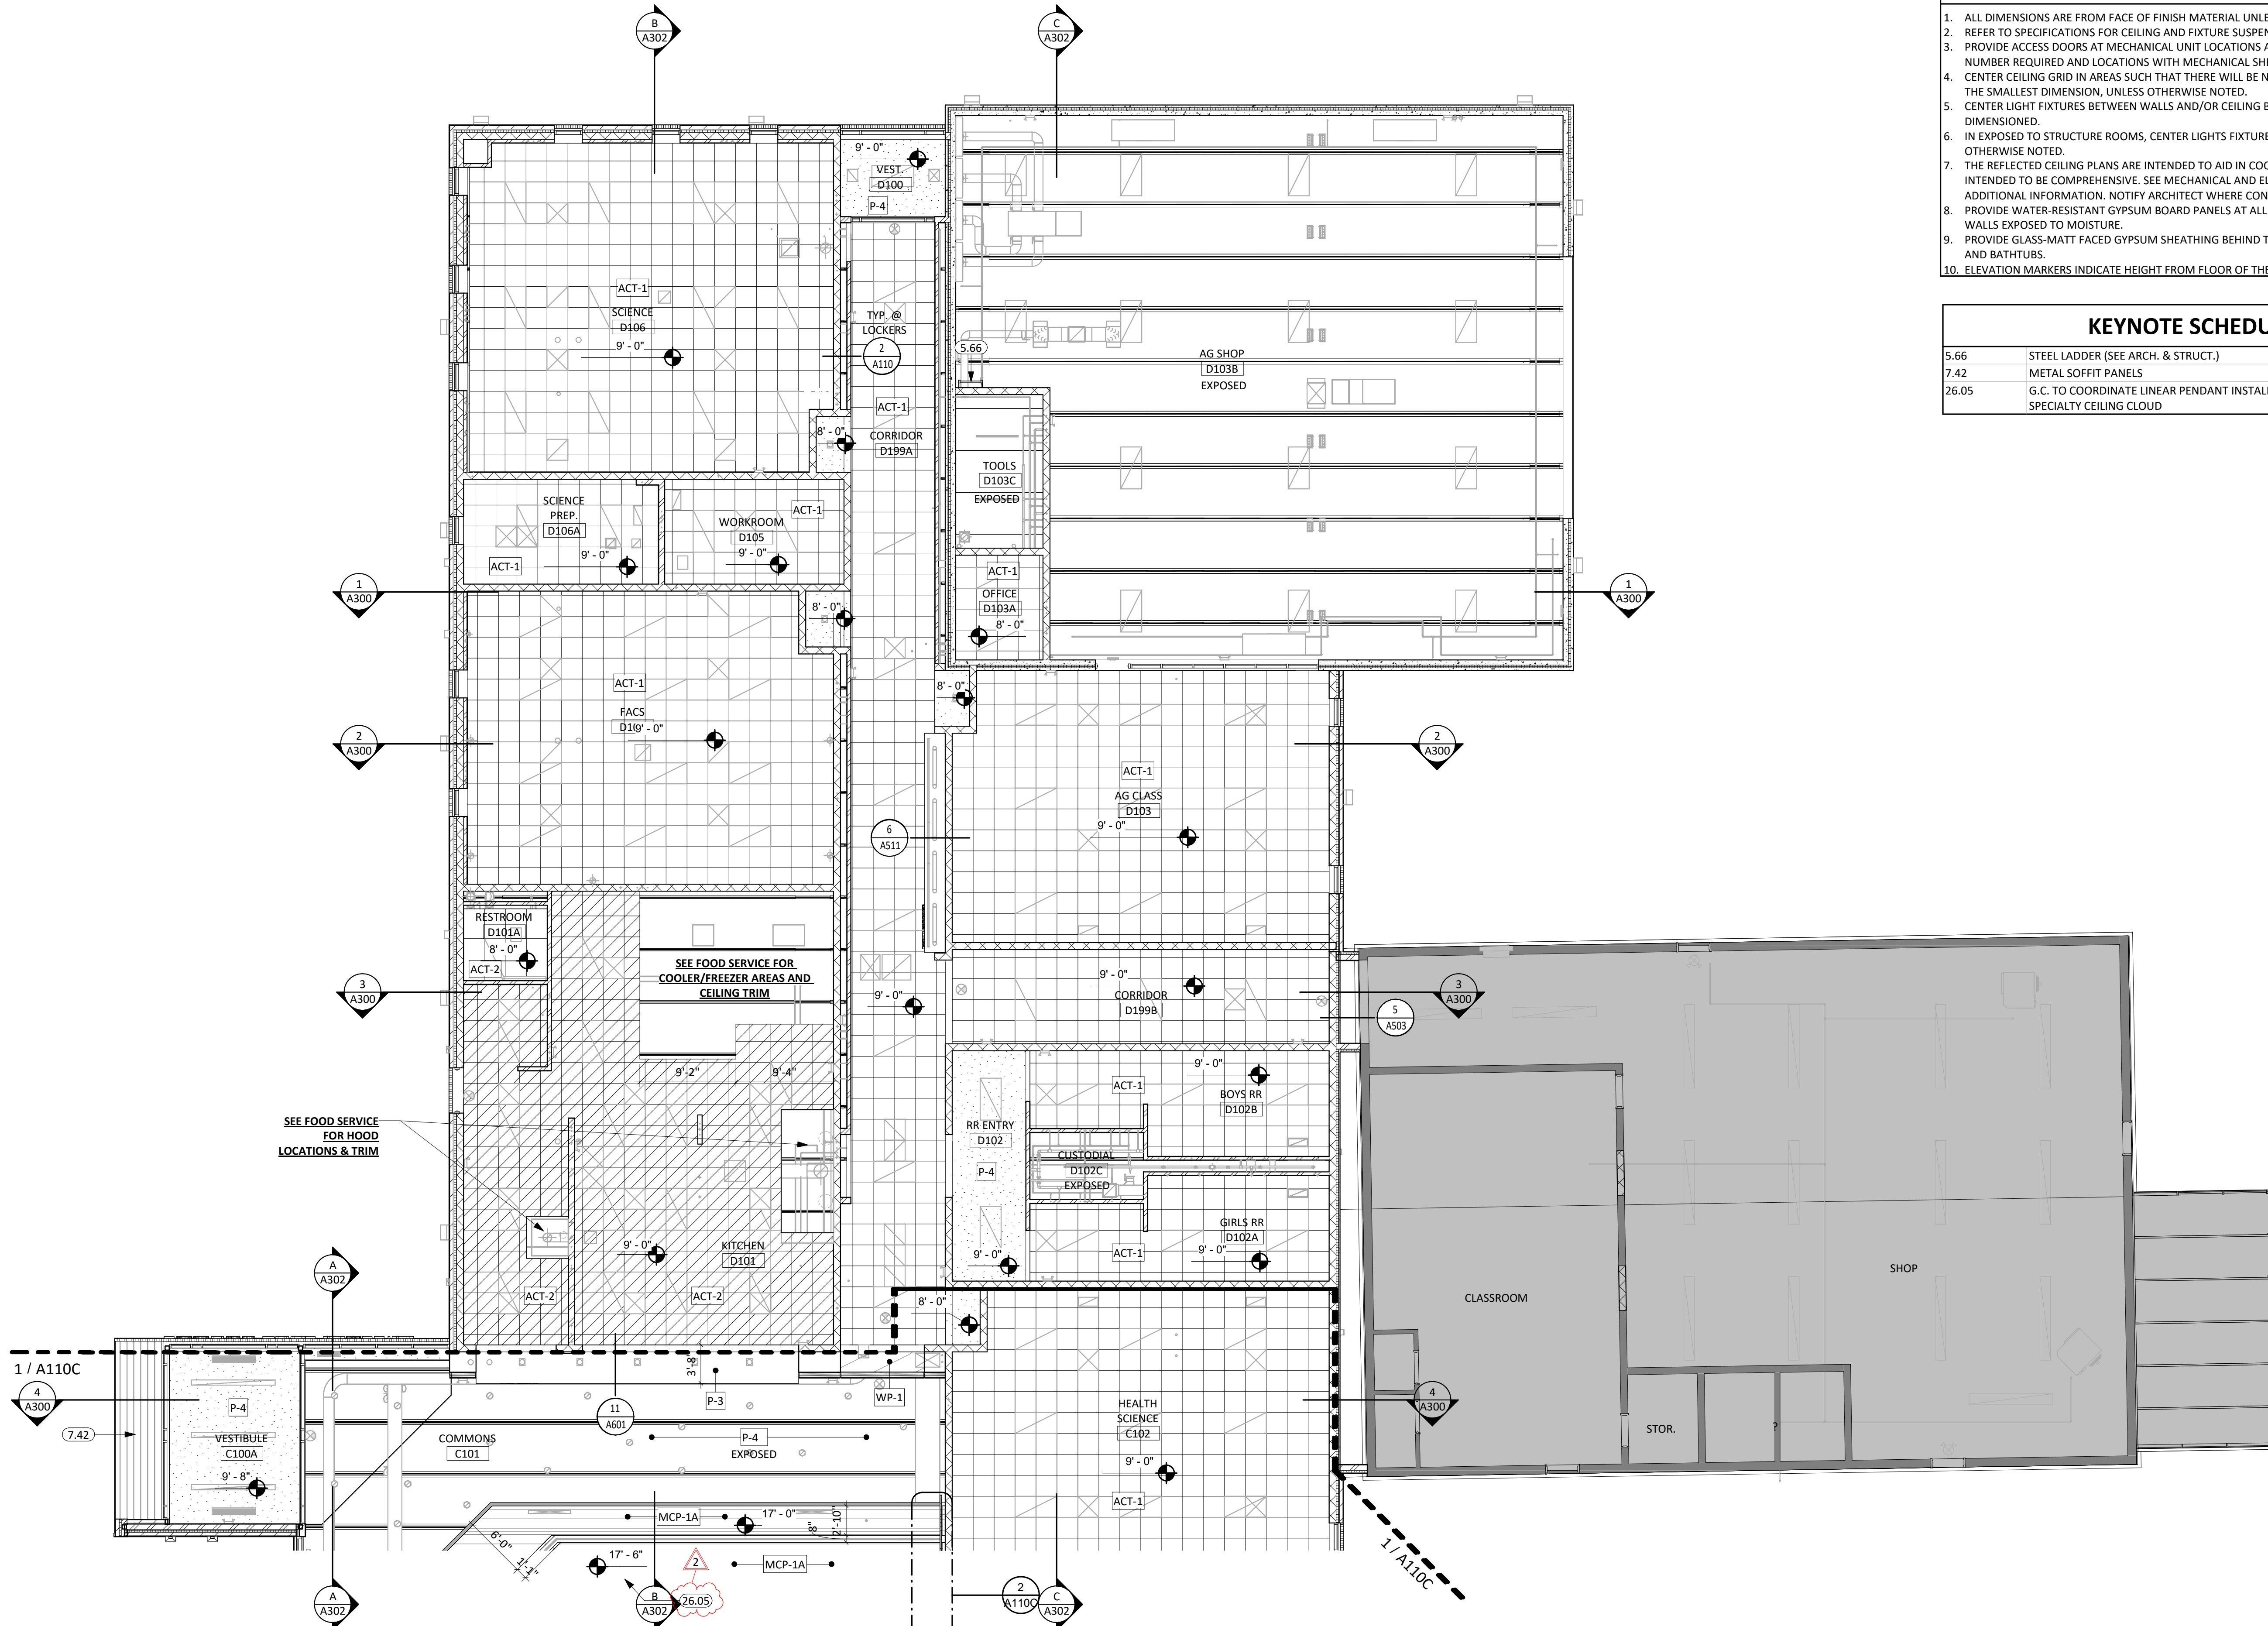 B
A302
C
A302
1. ALL DIMENSIONS ARE FROM FACE OF FINISH MATERIAL
2. REFER TO SPECIFICATIONS FOR CEILING AND FIXTURE
3. PROVIDE ACCESS DOORS AT MECHANICAL UNIT LOCATIONS
NUMBER REQUIRED AND LOCATIONS WITH MECHANICAL
4. CENTER CEILING GRID IN AREAS SUCH THAT THERE WILL BE
THE SMALLEST DIMENSION, UNLESS OTHERWISE NOTED.
5. CENTER LIGHT FIXTURES BETWEEN WALLS AND/OR CEILING
DIMENSIONED.
6. IN EXPOSED TO STRUCTURE ROOMS, CENTER LIGHTS
OTHERWISE NOTED.
7. THE REFLECTED CEILING PLANS ARE INTENDED TO AID IN
INTENDED TO BE COMPREHENSIVE. SEE MECHANICAL AND
ADDITIONAL INFORMATION. NOTIFY ARCHITECT WHERE
8. PROVIDE WATER-RESISTANT GYPSUM BOARD PANELS AT ALL
WALLS EXPOSED TO MOISTURE.
9. PROVIDE GLASS-MATT FACED GYPSUM SHEATHING BEHIND
AND BATHTUBS.
10. ELEVATION MARKERS INDICATE HEIGHT FROM FLOOR OF
KEYNOTE
5.66 STEEL LADDER (SEE ARCH. & STRUCT.)
7.42 METAL SOFFIT PANELS
26.05 G.C. TO COORDINATE LINEAR PENDANT
SPECIALTY CEILING CLOUD
9' - 0"
VEST.
D100
P-4
ACT-1
SCIENCE
D106
9' - 0"
TYP. @
LOCKERS
2
A110
5.66
AG SHOP
D103B
EXPOSED
ACT-1
CORRIDOR
D199A
8' - 0"
TOOLS
D103C
EXPOSED
SCIENCE
PREP.
D106A
9' - 0"
ACT-1
ACT-1
WORKROOM
D105
9' - 0"
1
A300
8' - 0"
ACT-1
OFFICE
D103A
8' - 0"
1
A300
ACT-1
FACS
9' - 0"
8' - 0"
2
A300
2
A300
ACT-1
AG CLASS
D103
9' - 0"
6
A511
RESTROOM
D101A
8' - 0"
ACT-2
SEE FOOD SERVICE FOR
COOLER/FREEZER AREAS AND
CEILING TRIM
3
A300
9' - 0"
9' - 0"
CORRIDOR
D199B
3
A300
5
A503
9'-2"
9'-4"
9' - 0"
ACT-1
BOYS RR
D102B
SEE FOOD SERVICE
FOR HOOD
LOCATIONS & TRIM
RR ENTRY
D102
P-4
9' - 0"
CUSTODIAL
D102C
EXPOSED
GIRLS RR
D102A
9' - 0"
ACT-1
9' - 0"
KITCHEN
D101
ACT-2
ACT-2
A
A302
8' - 0"
CLASSROOM
SHOP
STOR.
?
1 / A110C
4
A300
7.42
P-4
VESTIBULE
C100A
9' - 8"
3'-8"
P-3
WP-1
11
A601
COMMONS
C101
P-4
EXPOSED
HEALTH
SCIENCE
C102
9' - 0"
ACT-1
4
A300
MCP-1A
17' - 0"
8"
2'-10"
6'-0"
1'-1"
17' - 6"
2
MCP-1A
26.05
A
A302
B
A302
2
A110C
C
A302
1 / A110C